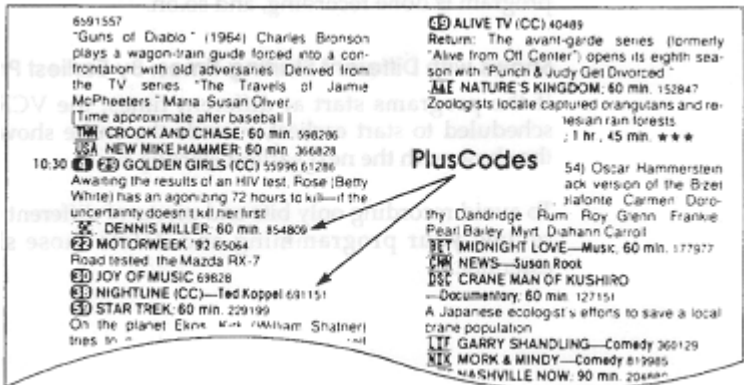 6591557
"Guns of Diablo" (1964) Charles Bronson
plays a wagon-train guide forced into a con-
frontation with old adversaries. Derived from
the TV series "The Travels of Jaimie
McPheeters." Maria: Susan Oliver.
[Time approximate after baseball.]
TNN CROOK AND CHASE; 60 min. 598286
USA NEW MIKE HAMMER; 60 min. 366828
10:30 GOLDEN GIRLS (CC) 55996 61286
Awaiting the results of an HIV test, Rose (Betty
White) has an agonizing 72 hours to kill—if the
uncertainty doesn't kill her first.
DENNIS MILLER; 60 min. 854809
22 MOTORWEEK '92 65064
Road tested: the Mazda RX-7
JOY OF MUSIC 69828
NIGHTLINE (CC)—Ted Koppel 691151
STAR TREK; 60 min. 229199
On the planet Ekos, Kirk (William Shatner)
tries to
PlusCodes
ALIVE TV (CC) 40489
Return: The avant-garde series (formerly
"Alive from Off Center") opens its eighth sea-
son with "Punch & Judy Get Divorced."
A&E NATURE'S KINGDOM; 60 min. 152847
Zoologists locate captured orangutans and re-
nesian rain forests
; 1 hr., 45 min. ★★★
54) Oscar Hammerstein
ack version of the Bizet
elafonte Carmen: Doro-
thy Dandridge Rum: Roy Glenn Frankie:
Pearl Bailey Myrt: Diahann Carroll
BET MIDNIGHT LOVE—Music; 60 min. 177977
CNN NEWS—Susan Rook
DSC CRANE MAN OF KUSHIRO
—Documentary; 60 min. 127151
A Japanese ecologist's efforts to save a local
crane population
LIF GARRY SHANDLING—Comedy 360129
NIK MORK & MINDY—Comedy 819985
NASHVILLE NOW; 90 min.